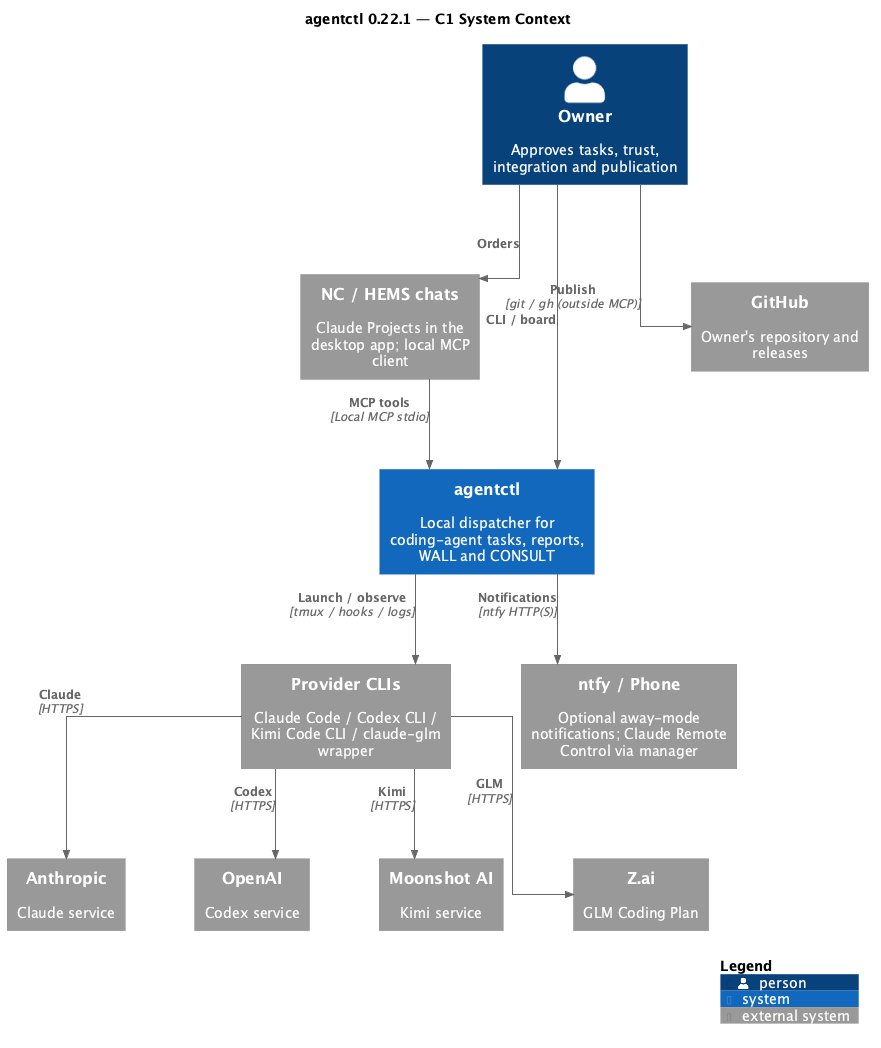 agentctl 0.22.1 — C1 System Context
Owner
Approves tasks, trust,
integration and publication
Orders
Publish
[git / gh (outside MCP)]
CLI / board
NC / HEMS chats
Claude Projects in the
desktop app; local MCP
client
GitHub
Owner's repository and
releases
MCP tools
[Local MCP stdio]
agentctl
Local dispatcher for
coding-agent tasks, reports,
WALL and CONSULT
Launch / observe
[tmux / hooks / logs]
Notifications
[ntfy HTTP(S)]
Provider CLIs
Claude Code / Codex CLI /
Kimi Code CLI / claude-glm
wrapper
ntfy / Phone
Optional away-mode
notifications; Claude Remote
Control via manager
Claude
[HTTPS]
Codex
[HTTPS]
Kimi
[HTTPS]
GLM
[HTTPS]
Anthropic
Claude service
OpenAI
Codex service
Moonshot AI
Kimi service
Z.ai
GLM Coding Plan
Legend
person
system
external system